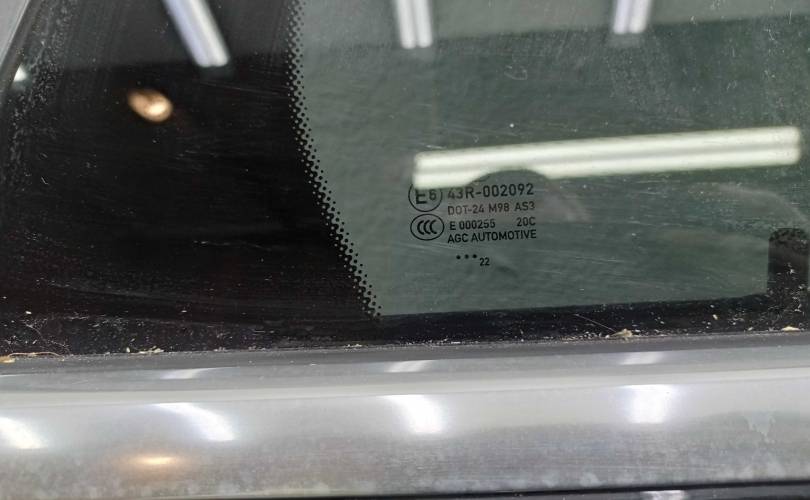 E6 43R-002092
DOT-24 M98 AS3
CCC E 000255 20C
AGC AUTOMOTIVE
••• 22